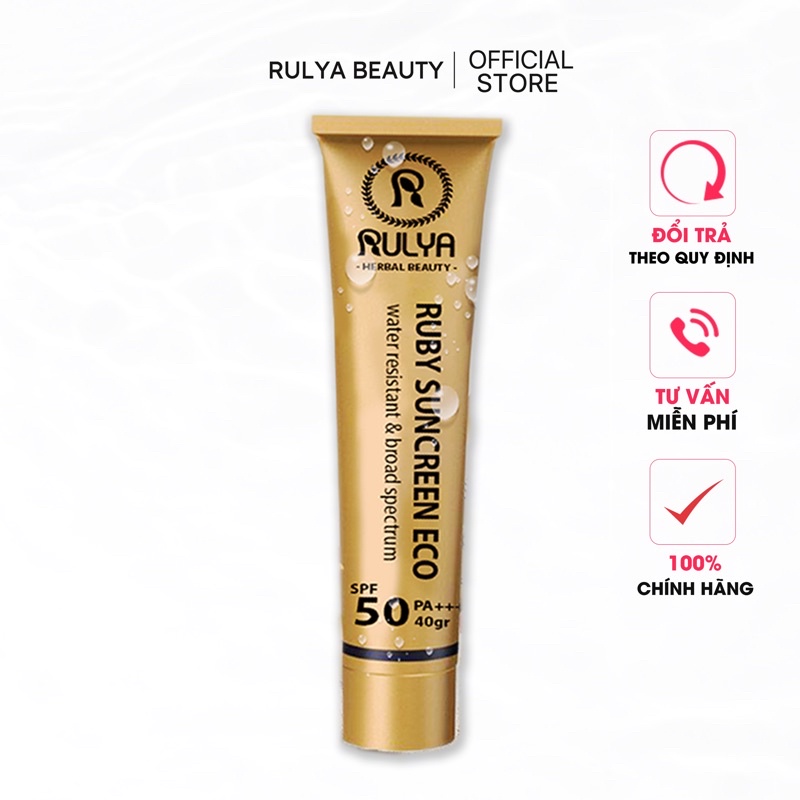 RULYA BEAUTY
OFFICIAL
STORE
RULYA
- HERBAL BEAUTY -
RUBY SUNCREEN ECO
water resistant & broad spectrum
SPF
50
PA+++
40gr
ĐỔI TRẢ
THEO QUY ĐỊNH
TƯ VẤN
MIỄN PHÍ
100%
CHÍNH HÃNG